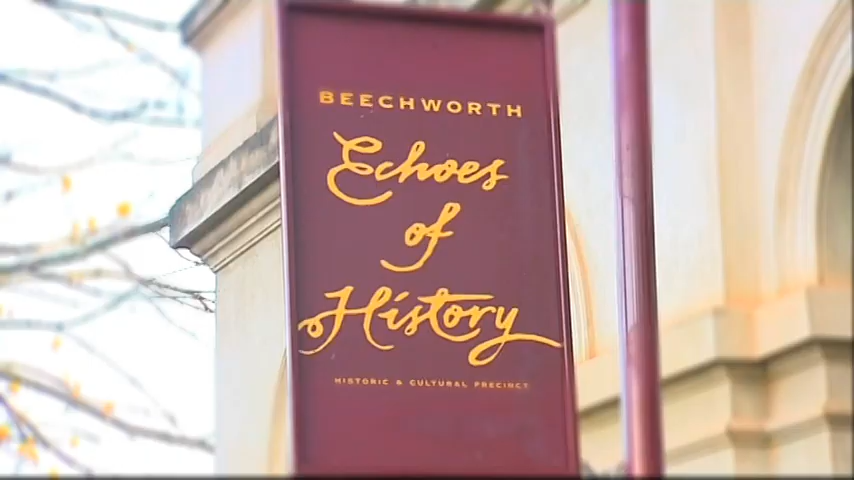 BEECHWORTH
Echoes
of
History
HISTORIC & CULTURAL PRECINCT